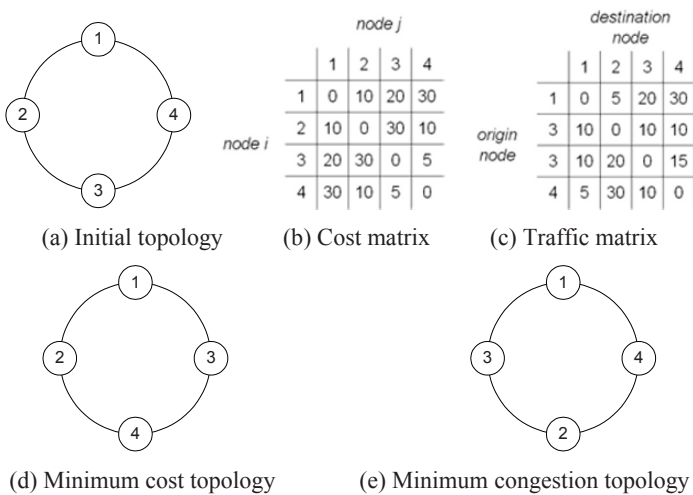 1
2
4
3
(a) Initial topology
node j
1 2 3 4
1 0 10 20 30
2 10 0 30 10
node i
3 20 30 0 5
4 30 10 5 0
(b) Cost matrix
destination
node
1 2 3 4
1 0 5 20 30
3 10 0 10 10
origin
node
3 10 20 0 15
4 5 30 10 0
(c) Traffic matrix
1
2
3
4
(d) Minimum cost topology
1
3
4
2
(e) Minimum congestion topology